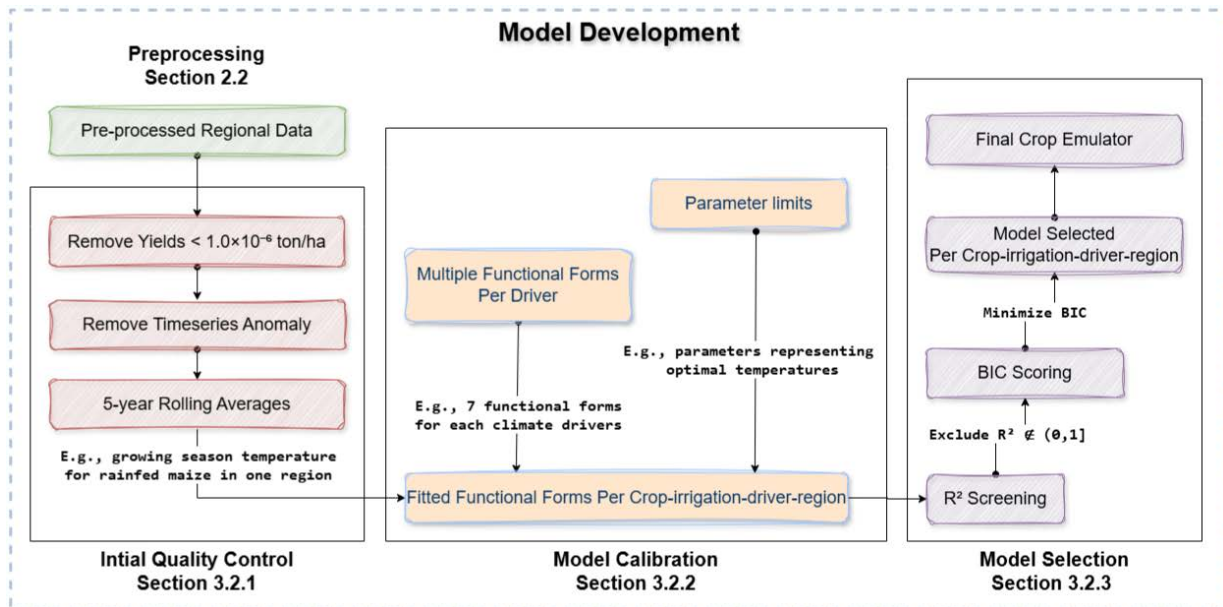 Model Development
Preprocessing
Section 2.2
Pre-processed Regional Data
Remove Yields < 1.0×10⁻⁶ ton/ha
Remove Timeseries Anomaly
5-year Rolling Averages
E.g., growing season temperature
for rainfed maize in one region
Intial Quality Control
Section 3.2.1
Parameter limits
Multiple Functional Forms
Per Driver
E.g., parameters representing
optimal temperatures
E.g., 7 functional forms
for each climate drivers
Fitted Functional Forms Per Crop-irrigation-driver-region
Model Calibration
Section 3.2.2
Final Crop Emulator
Model Selected
Per Crop-irrigation-driver-region
Minimize BIC
BIC Scoring
Exclude R² ∉ (0,1]
R² Screening
Model Selection
Section 3.2.3